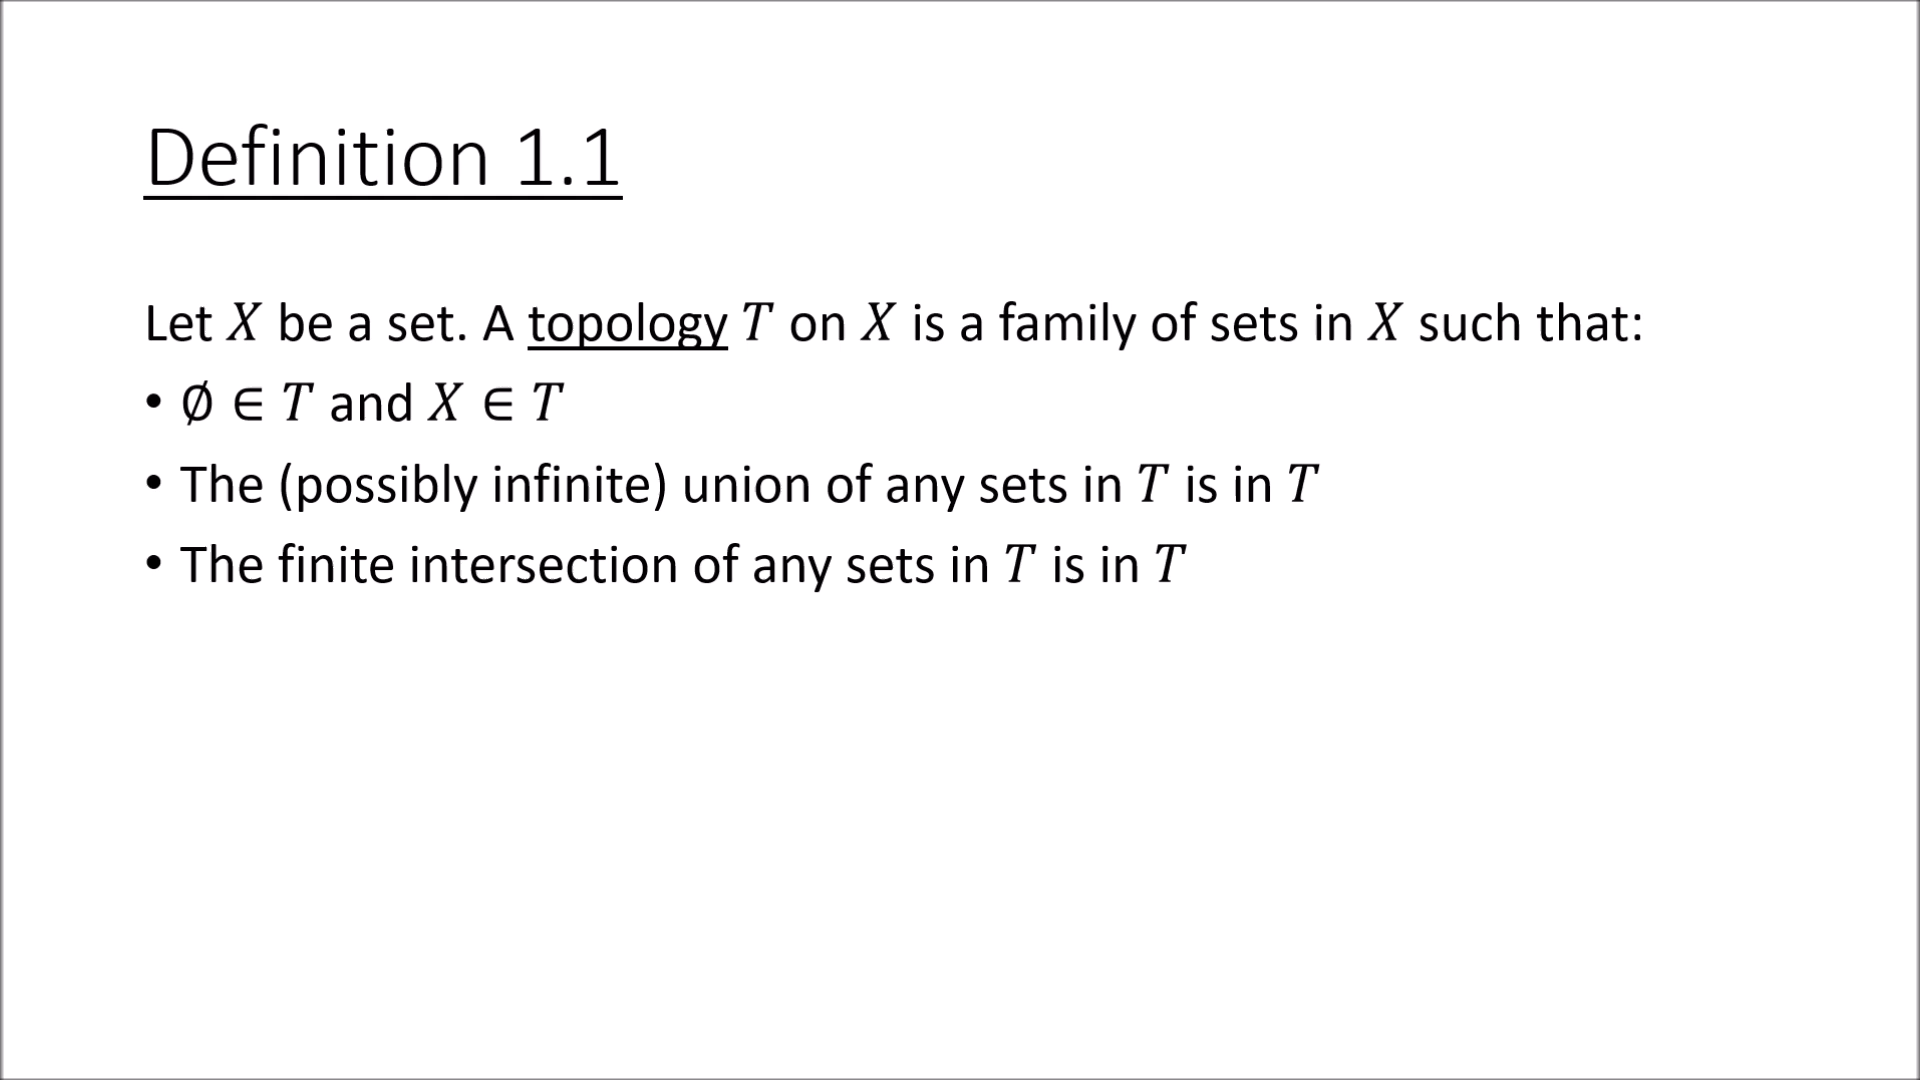 Definition 1.1
Let X be a set. A topology T on X is a family of sets in X such that:
• ∅ ∈ T and X ∈ T
• The (possibly infinite) union of any sets in T is in T
• The finite intersection of any sets in T is in T